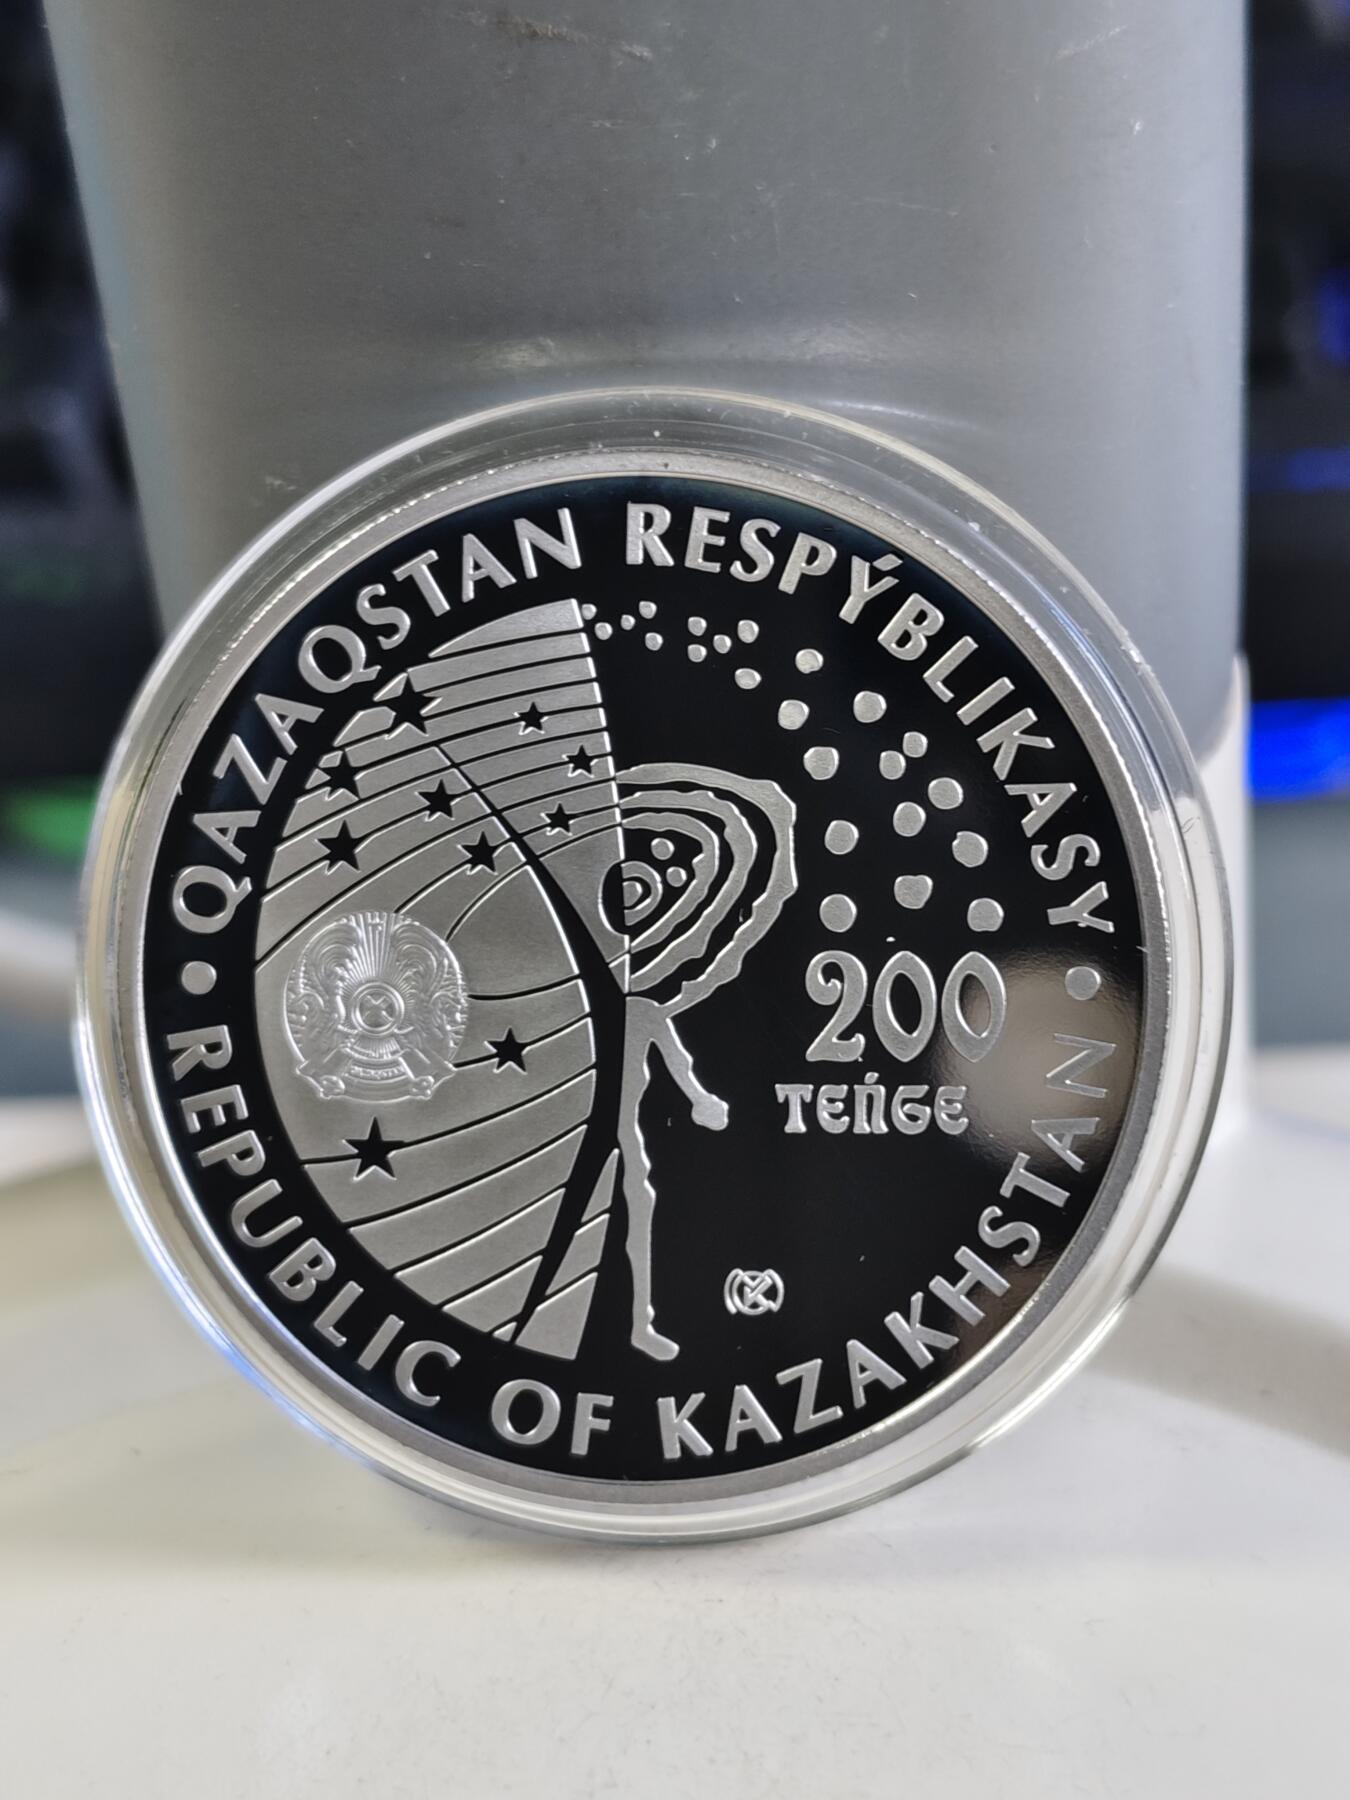 QAZAQSTAN RESPÝBLIKASY
200
TEŃGE
REPUBLIC OF KAZAKHSTAN